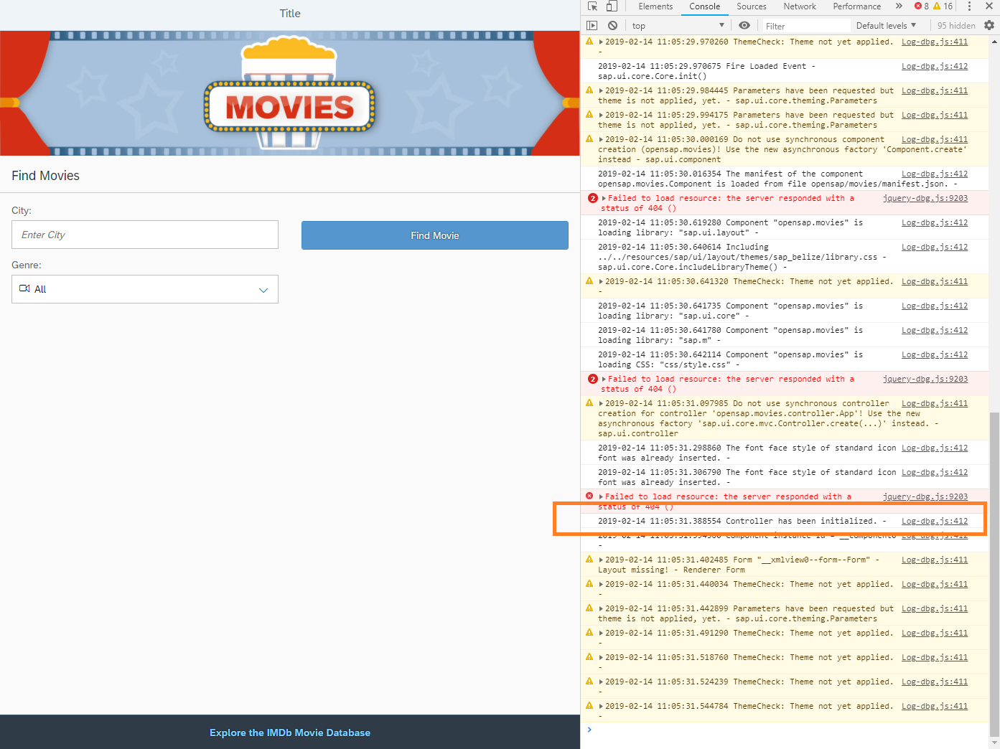 Title
MOVIES
Find Movies
City:
Enter City
Find Movie
Genre:
All
Explore the IMDb Movie Database
Elements Console Sources Network Performance » 8 16
top Filter Default levels ▼ 95 hidden
2019-02-14 11:05:29.970260 ThemeCheck: Theme not yet applied. Log-dbg.js:411
-
2019-02-14 11:05:29.970675 Fire Loaded Event - Log-dbg.js:412
sap.ui.core.Core.init()
2019-02-14 11:05:29.984445 Parameters have been requested but Log-dbg.js:411
theme is not applied, yet. - sap.ui.core.theming.Parameters
2019-02-14 11:05:29.994175 Parameters have been requested but Log-dbg.js:411
theme is not applied, yet. - sap.ui.core.theming.Parameters
2019-02-14 11:05:30.000169 Do not use synchronous component Log-dbg.js:411
creation (opensap.movies)! Use the new asynchronous factory 'Component.create'
instead - sap.ui.component
2019-02-14 11:05:30.016354 The manifest of the component Log-dbg.js:412
opensap.movies.Component is loaded from file opensap/movies/manifest.json. -
2 Failed to load resource: the server responded with a jquery-dbg.js:9203
status of 404 ()
2019-02-14 11:05:30.619280 Component "opensap.movies" is Log-dbg.js:412
loading library: "sap.ui.layout" -
2019-02-14 11:05:30.640614 Including Log-dbg.js:412
../../resources/sap/ui/layout/themes/sap_belize/library.css -
sap.ui.core.Core.includeLibraryTheme() -
2019-02-14 11:05:30.641320 ThemeCheck: Theme not yet applied. Log-dbg.js:411
-
2019-02-14 11:05:30.641735 Component "opensap.movies" is Log-dbg.js:412
loading library: "sap.ui.core" -
2019-02-14 11:05:30.641780 Component "opensap.movies" is Log-dbg.js:412
loading library: "sap.m" -
2019-02-14 11:05:30.642114 Component "opensap.movies" is Log-dbg.js:412
loading CSS: "css/style.css" -
2 Failed to load resource: the server responded with a jquery-dbg.js:9203
status of 404 ()
2019-02-14 11:05:31.097985 Do not use synchronous controller Log-dbg.js:411
creation for controller 'opensap.movies.controller.App'! Use the new
asynchronous factory 'sap.ui.core.mvc.Controller.create(...)' instead. -
sap.ui.controller
2019-02-14 11:05:31.298860 The font face style of standard icon Log-dbg.js:412
font was already inserted. -
2019-02-14 11:05:31.306790 The font face style of standard icon Log-dbg.js:412
font was already inserted. -
Failed to load resource: the server responded with a jquery-dbg.js:9203
status of 404 ()
2019-02-14 11:05:31.388554 Controller has been initialized. - Log-dbg.js:412
2019-02-14 Component instance Id = __component0 Log-dbg.js:412
-
2019-02-14 11:05:31.402485 Form "__xmlview0--form--Form" - Log-dbg.js:411
Layout missing! - Renderer Form
2019-02-14 11:05:31.440034 ThemeCheck: Theme not yet applied. Log-dbg.js:411
-
2019-02-14 11:05:31.442899 Parameters have been requested but Log-dbg.js:411
theme is not applied, yet. - sap.ui.core.theming.Parameters
2019-02-14 11:05:31.491290 ThemeCheck: Theme not yet applied. Log-dbg.js:411
-
2019-02-14 11:05:31.518760 ThemeCheck: Theme not yet applied. Log-dbg.js:411
-
2019-02-14 11:05:31.524239 ThemeCheck: Theme not yet applied. Log-dbg.js:411
-
2019-02-14 11:05:31.544784 ThemeCheck: Theme not yet applied. Log-dbg.js:411
-